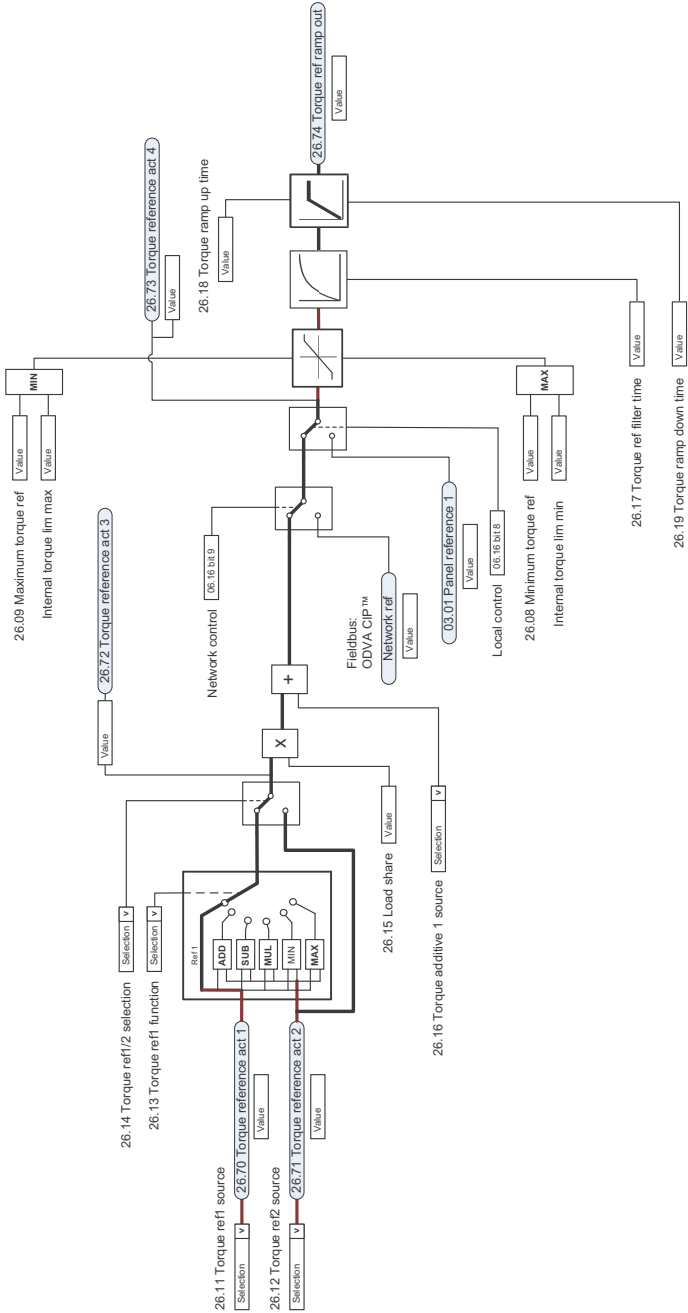 26.11 Torque ref1 source
Selection
v
26.12 Torque ref2 source
Selection
v
26.70 Torque reference act 1
Value
26.71 Torque reference act 2
Value
26.14 Torque ref1/2 selection
Selection
v
26.13 Torque ref1 function
Selection
v
Ref 1
ADD
SUB
MUL
MIN
MAX
26.15 Load share
Value
26.16 Torque additive 1 source
Selection
v
Value
26.72 Torque reference act 3
X
+
Network control
06.16 bit 9
Fieldbus:
ODVA CIP™
Network ref
Value
03.01 Panel reference 1
Value
Local control
06.16 bit 8
26.09 Maximum torque ref
Value
Internal torque lim max
Value
MIN
26.08 Minimum torque ref
Value
Internal torque lim min
Value
MAX
26.73 Torque reference act 4
Value
26.18 Torque ramp up time
Value
26.17 Torque ref filter time
Value
26.19 Torque ramp down time
Value
26.74 Torque ref ramp out
Value